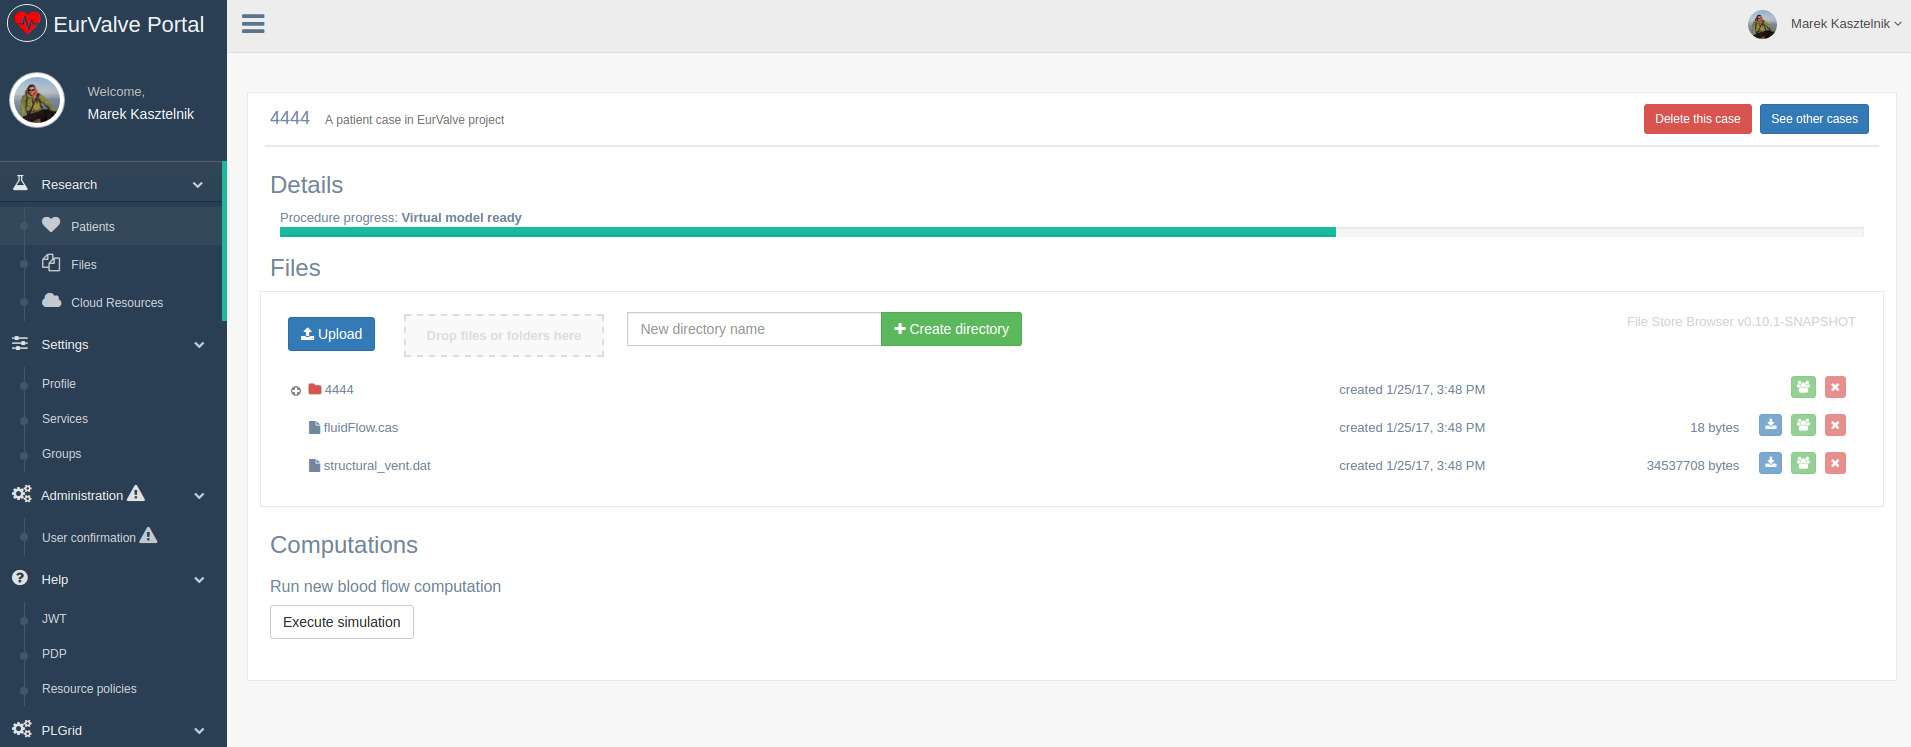 EurValve Portal
Marek Kasztelnik
Welcome,
Marek Kasztelnik
Research
Patients
Files
Cloud Resources
Settings
Profile
Services
Groups
Administration
User confirmation
Help
JWT
PDP
Resource policies
PLGrid
4444 A patient case in EurValve project
Delete this case See other cases
Details
Procedure progress: Virtual model ready
Files
Upload Drop files or folders here New directory name Create directory File Store Browser v0.10.1-SNAPSHOT
4444 created 1/25/17, 3:48 PM
fluidFlow.cas created 1/25/17, 3:48 PM 18 bytes
structural_vent.dat created 1/25/17, 3:48 PM 34537708 bytes
Computations
Run new blood flow computation
Execute simulation